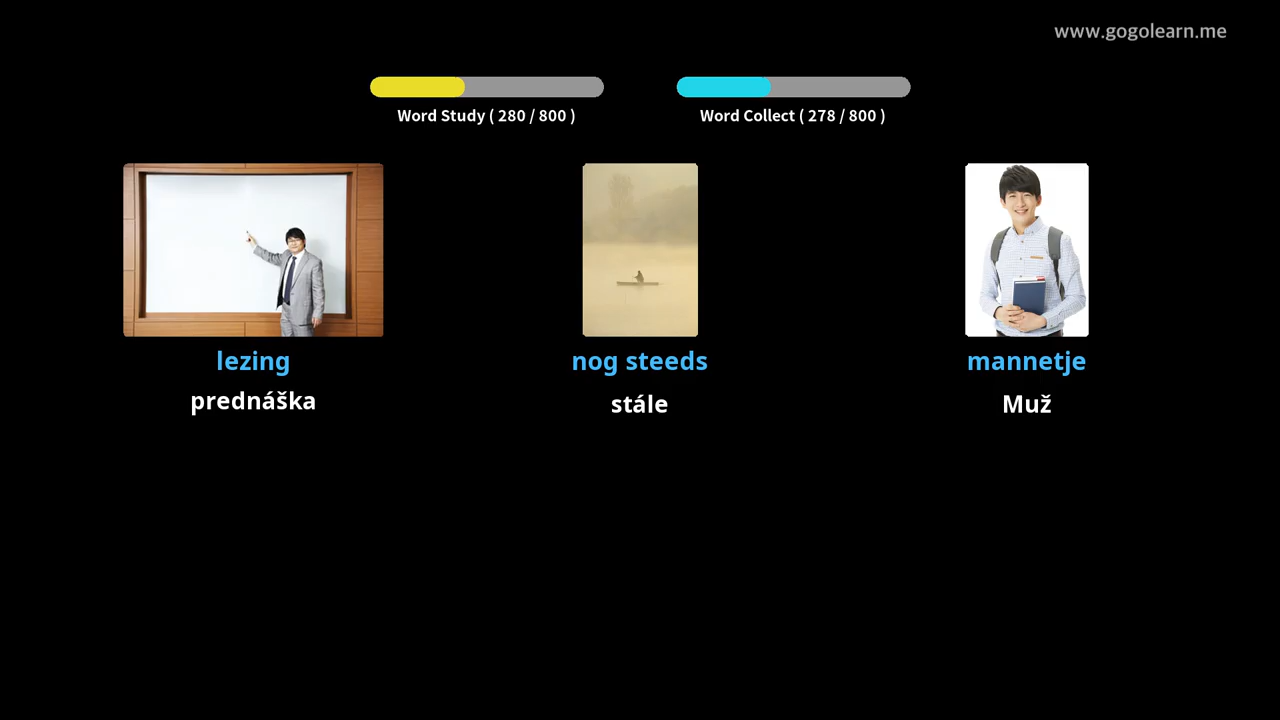 www.gogolearn.me
Word Study ( 280 / 800 )
Word Collect ( 278 / 800 )
lezing
nog steeds
mannetje
prednáška
stále
Muž